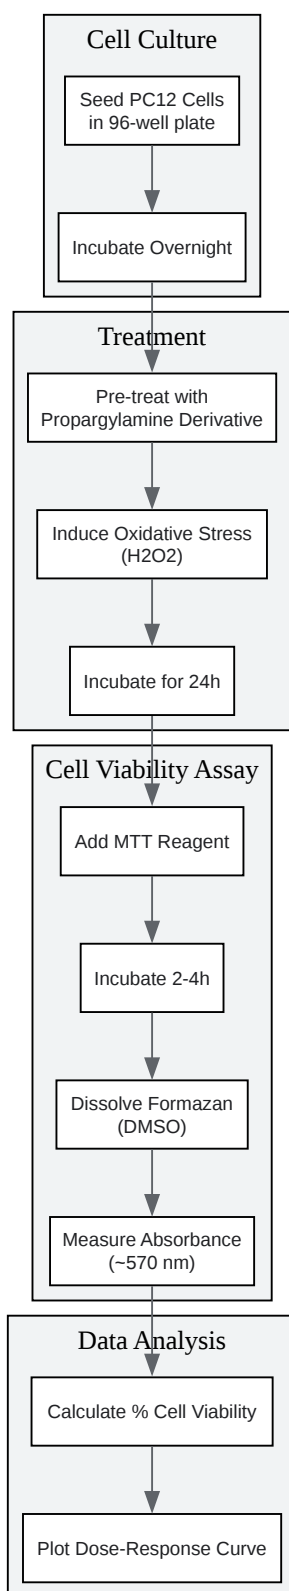 Cell Culture
Seed PC12 Cells
in 96-well plate
Incubate Overnight
Treatment
Pre-treat with
Propargylamine Derivative
Induce Oxidative Stress
(H2O2)
Incubate for 24h
Cell Viability Assay
Add MTT Reagent
Incubate 2-4h
Dissolve Formazan
(DMSO)
Measure Absorbance
(~570 nm)
Data Analysis
Calculate % Cell Viability
Plot Dose-Response Curve